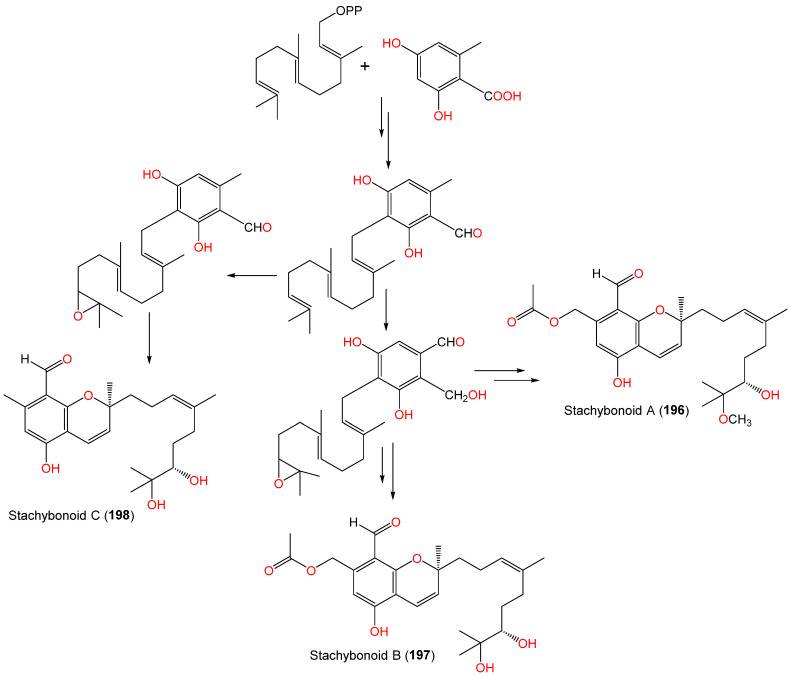 OPP
+
HO
COOH
OH
HO
CHO
OH
O
HO
CHO
OH
H
O
O
O
O
OH
OH
OCH3
Stachybonoid A (196)
HO
CHO
CH2OH
OH
O
H
O
O
OH
OH
OH
Stachybonoid C (198)
H
O
O
O
O
OH
OH
OH
Stachybonoid B (197)